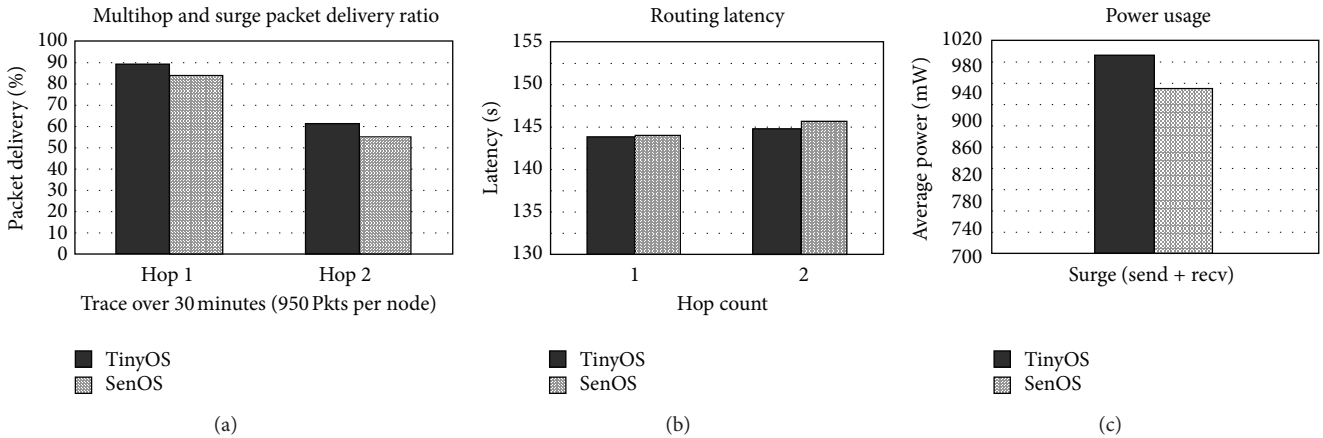 Multihop and surge packet delivery ratio
Packet delivery (%)
100
90
80
70
60
50
40
30
20
10
0
Hop 1 Hop 2
Trace over 30 minutes (950 Pkts per node)
TinyOS
SenOS
(a)
Routing latency
Latency (s)
155
150
145
140
135
130
1 2
Hop count
TinyOS
SenOS
(b)
Power usage
Average power (mW)
1020
980
940
900
860
820
780
740
700
Surge (send + recv)
TinyOS
SenOS
(c)